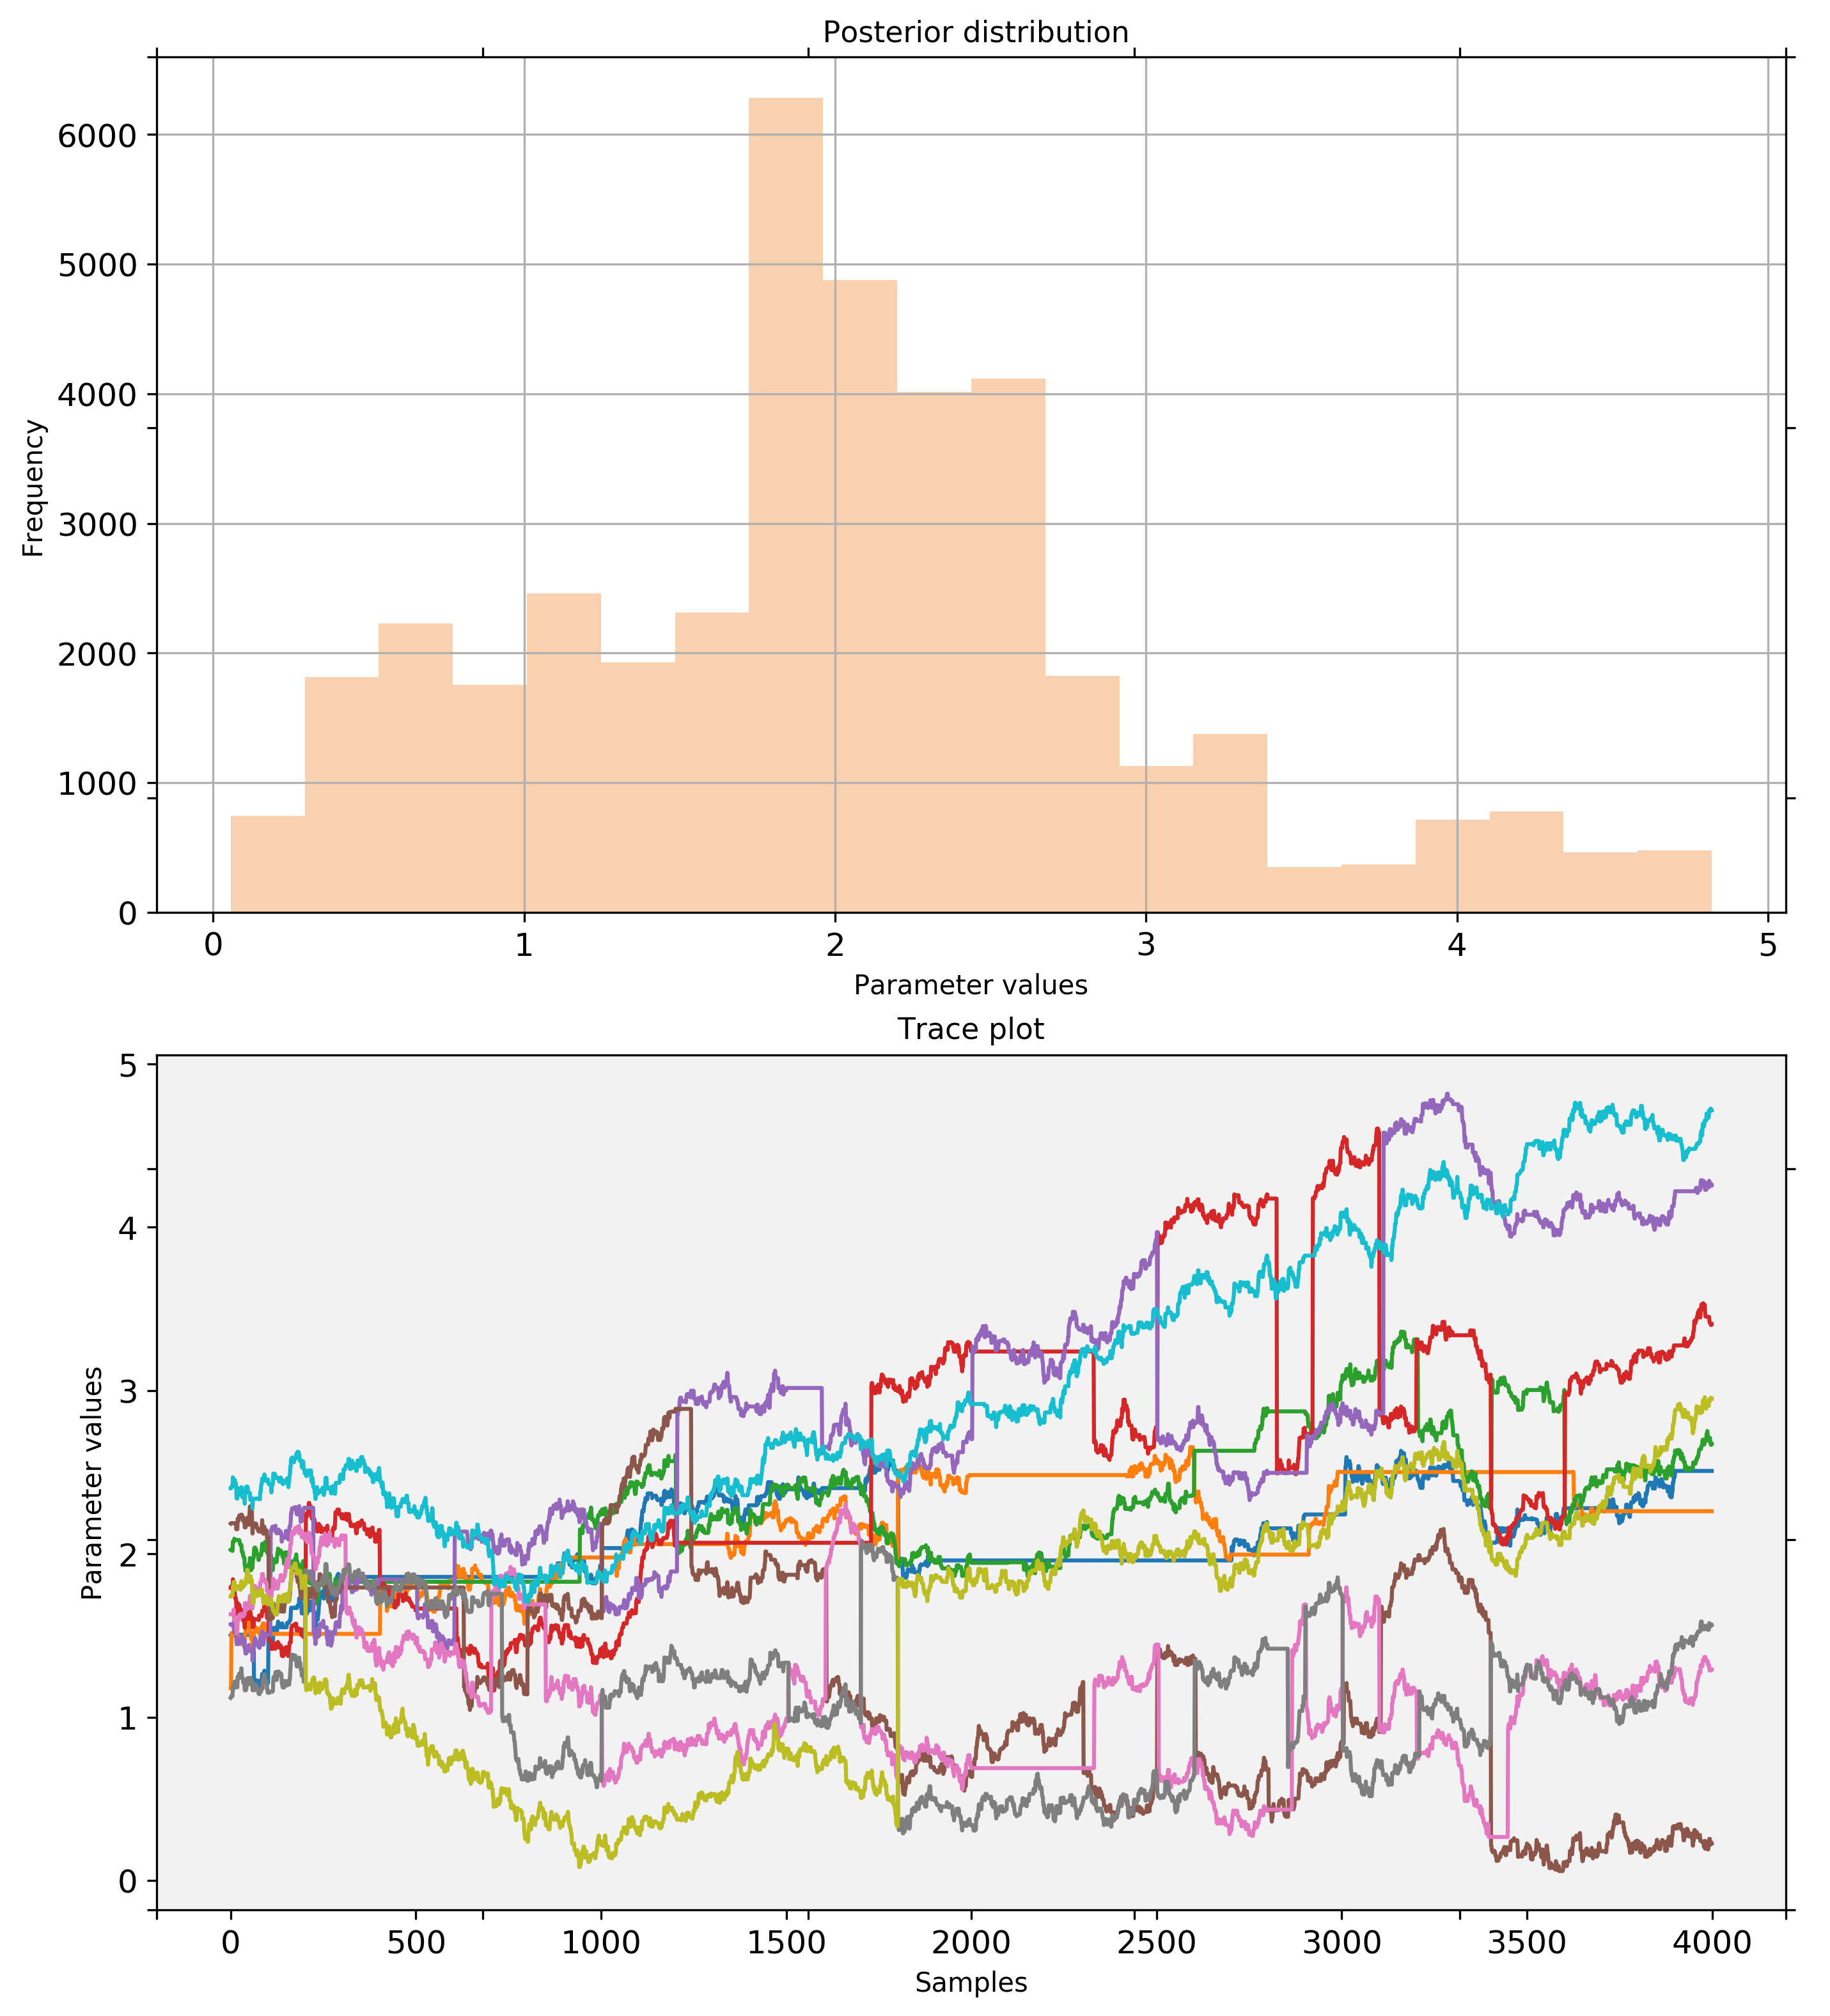 Posterior distribution
6000
5000
4000
3000
2000
1000
0
Frequency
0 1 2 3 4 5
Parameter values
Trace plot
5
4
3
2
1
0
Parameter values
0 500 1000 1500 2000 2500 3000 3500 4000
Samples